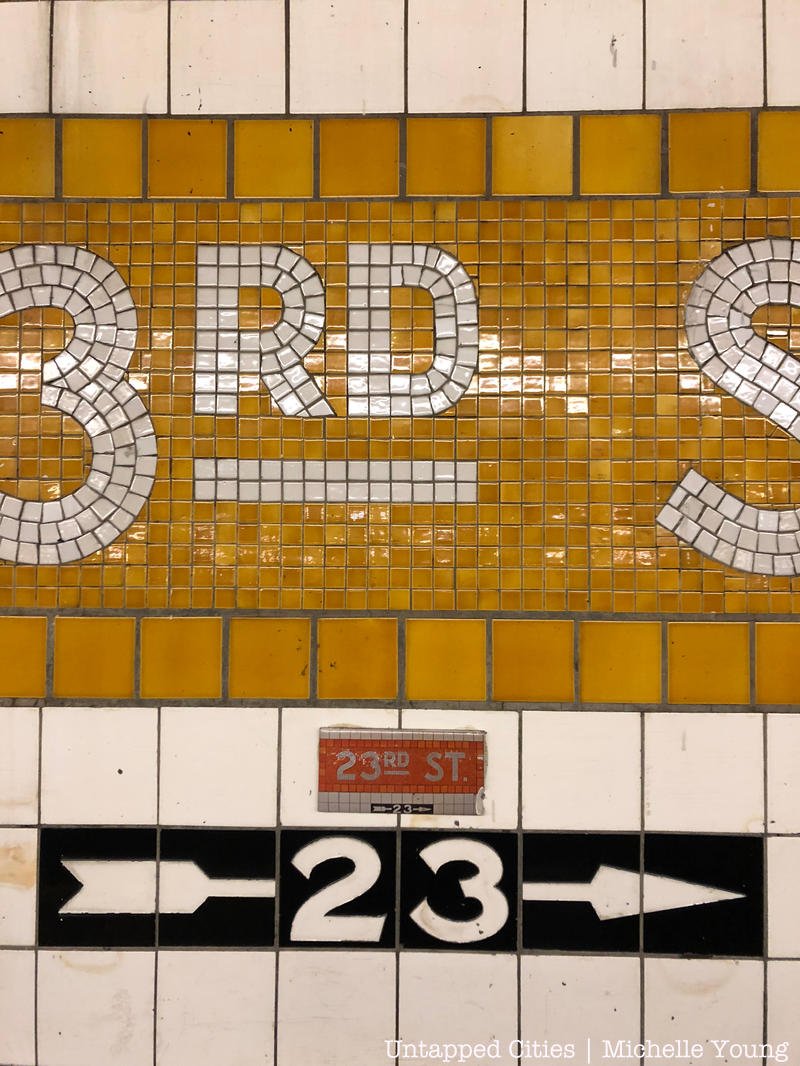 3RD S
23RD ST.
23
23
Untapped Cities | Michelle Young